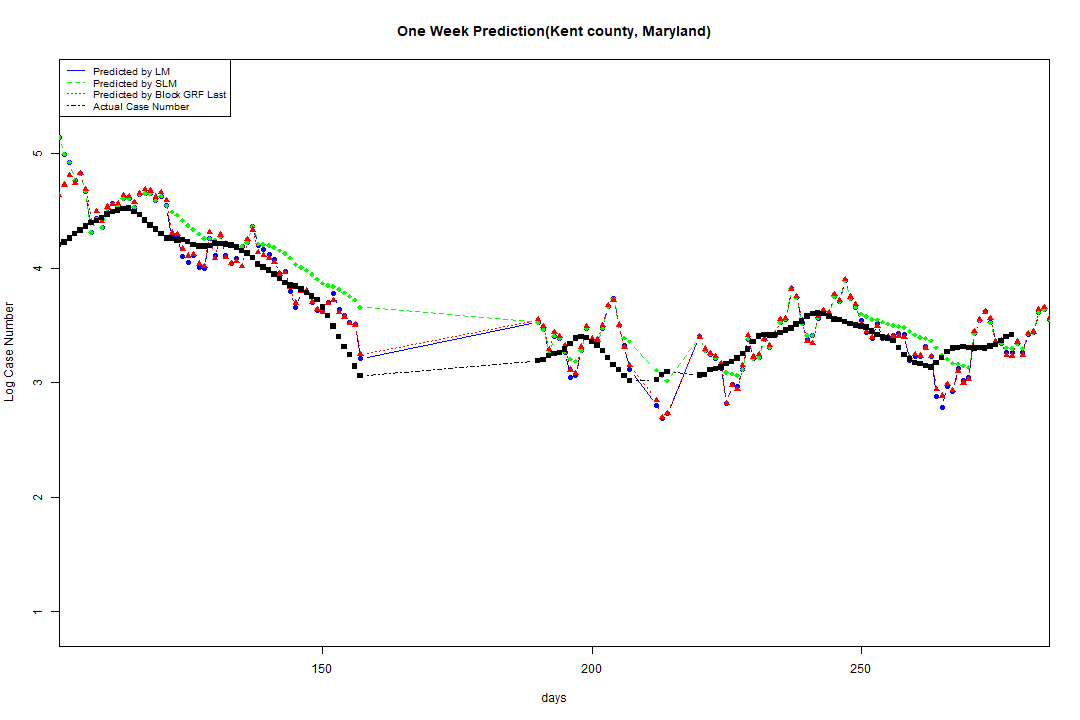 One Week Prediction(Kent county, Maryland)
Predicted by LM
Predicted by SLM
Predicted by Block GRF Last
Actual Case Number
5
4
3
2
1
Log Case Number
150
200
250
days